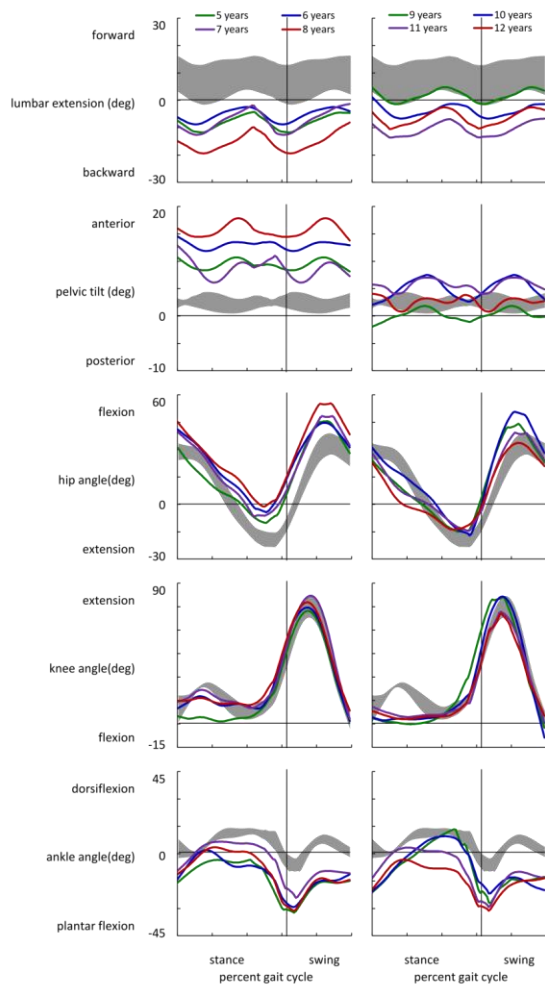 5 years 6 years
7 years 8 years
9 years 10 years
11 years 12 years
30
forward
lumbar extension (deg) 0
backward
-30
20
anterior
pelvic tilt (deg)
0
posterior
-10
flexion 60
hip angle(deg)
0
extension
-30
extension 90
knee angle(deg)
flexion
-15
45
dorsiflexion
ankle angle(deg) 0
plantar flexion
-45
stance swing
percent gait cycle
stance swing
percent gait cycle